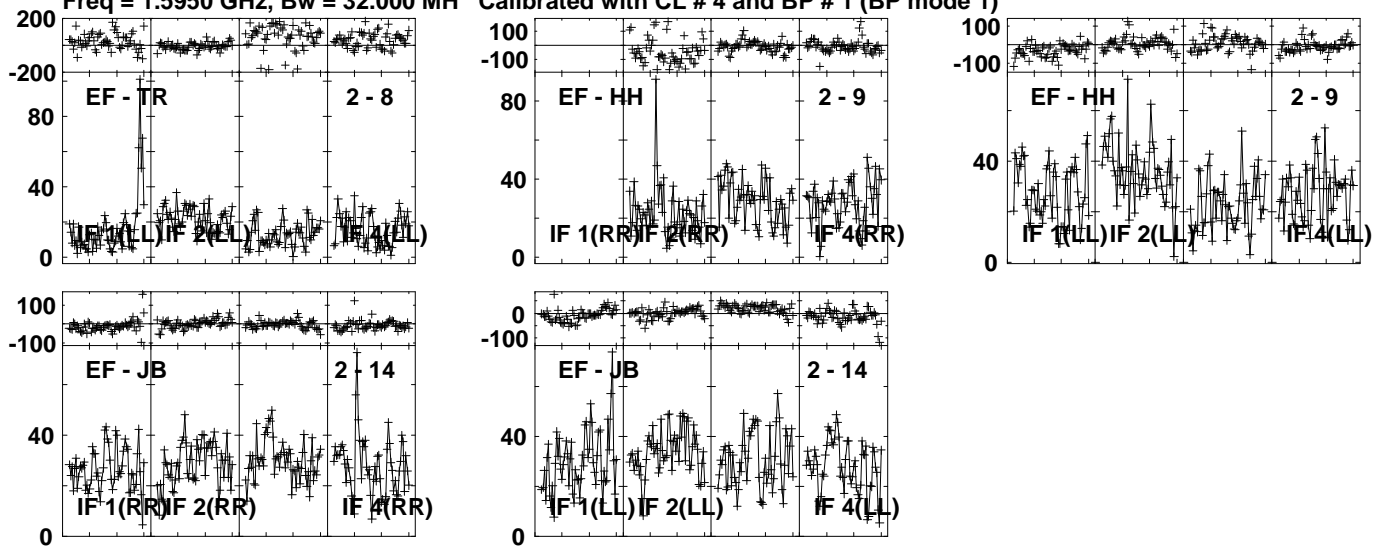 Freq = 1.5950 GHz, Bw = 32.000 MH Calibrated with CL # 4 and BP # 1 (BP mode 1)
200
-200
EF - TR 2 - 8
80
40
0
IF 1(LL) IF 2(LL) IF 4(LL)
100
-100
EF - HH 2 - 9
80
40
0
IF 1(RR) IF 2(RR) IF 4(RR)
100
-100
EF - HH 2 - 9
40
0
IF 1(LL) IF 2(LL) IF 4(LL)
100
-100
EF - JB 2 - 14
40
0
IF 1(RR) IF 2(RR) IF 4(RR)
0
-100
EF - JB 2 - 14
40
0
IF 1(LL) IF 2(LL) IF 4(LL)